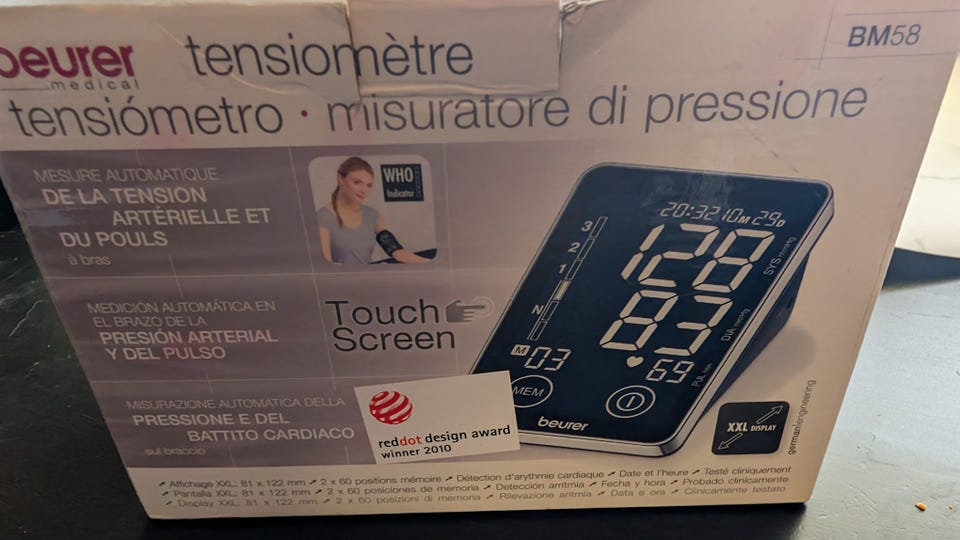 beurer
medical
tensiomètre
BM58
tensiómetro · misuratore di pressione
MESURE AUTOMATIQUE
DE LA TENSION
ARTÉRIELLE ET
DU POULS
à bras
WHO
Indicator
MEDICIÓN AUTOMÁTICA EN
EL BRAZO DE LA
PRESIÓN ARTERIAL
Y DEL PULSO
Touch
Screen
MISURAZIONE AUTOMATICA DELLA
PRESSIONE E DEL
BATTITO CARDIACO
sul braccio
reddot design award
winner 2010
20:32 10M 29D
3
2
1
N
128
SYS mmHg
83
DIA mmHg
M 03
69
PUL/min
MEM
beurer
XXL DISPLAY
germanengineering
Affichage XXL: 81 x 122 mm 2 x 60 positions mémoire Détection d'arythmie cardiaque Date et l'heure Testé cliniquement
Pantalla XXL: 81 x 122 mm 2 x 60 posiciones de memoria Detección arritmia Fecha y hora Probado clinicamente
Display XXL: 81 x 122 mm 2 x 60 posizioni di memoria Rilevazione aritmia Data e ora Clinicamente testato